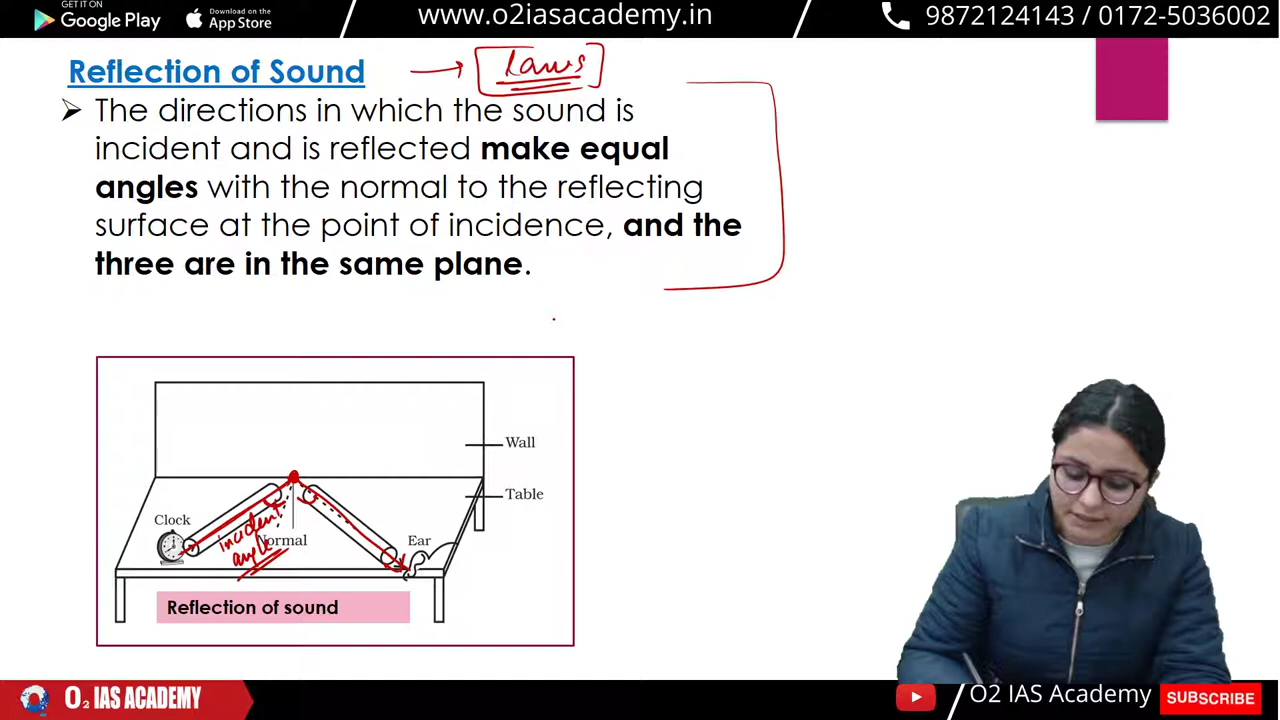 GET IT ON
Google Play
Download on the
App Store
www.o2iasacademy.in
9872124143 / 0172-5036002
Reflection of Sound
Laws
➢ The directions in which the sound is
incident and is reflected make equal
angles with the normal to the reflecting
surface at the point of incidence, and the
three are in the same plane.
Wall
Table
Clock
incident
angle
Normal
Ear
Reflection of sound
O2 IAS ACADEMY
O2 IAS Academy
SUBSCRIBE